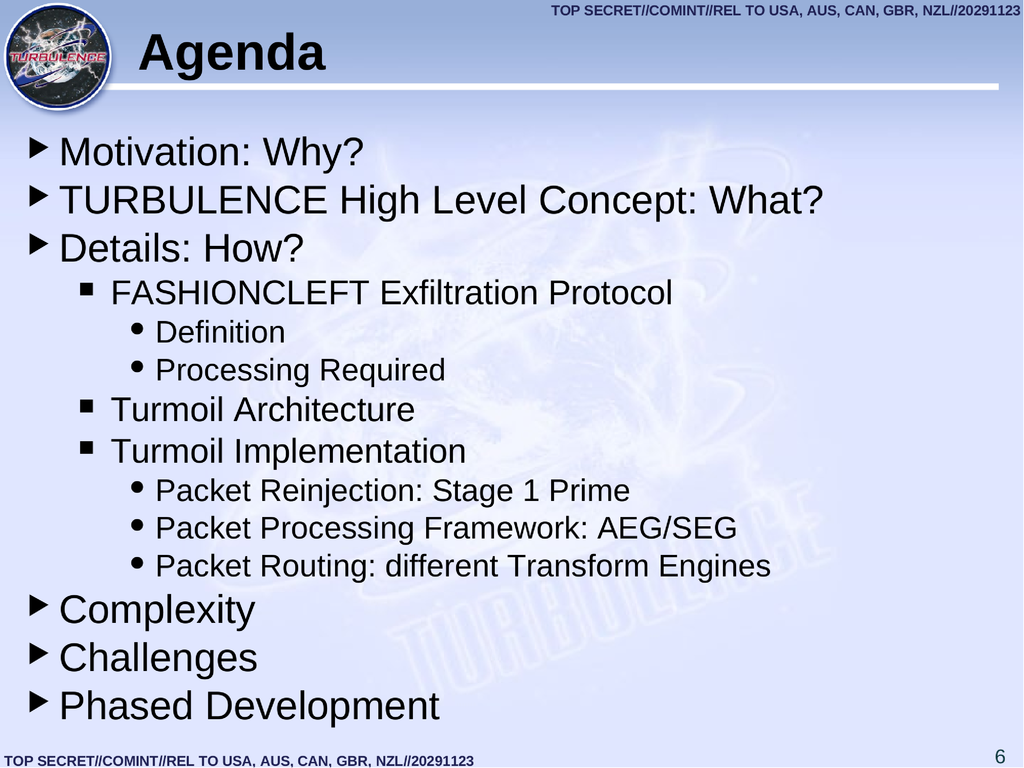 TOP SECRET//COMINT//REL TO USA, AUS, CAN, GBR, NZL//20291123
TURBULENCE
Agenda
Motivation: Why?
TURBULENCE High Level Concept: What?
Details: How?
FASHIONCLEFT Exfiltration Protocol
Definition
Processing Required
Turmoil Architecture
Turmoil Implementation
Packet Reinjection: Stage 1 Prime
Packet Processing Framework: AEG/SEG
Packet Routing: different Transform Engines
Complexity
Challenges
Phased Development
TURBULENCE
TOP SECRET//COMINT//REL TO USA, AUS, CAN, GBR, NZL//20291123
6